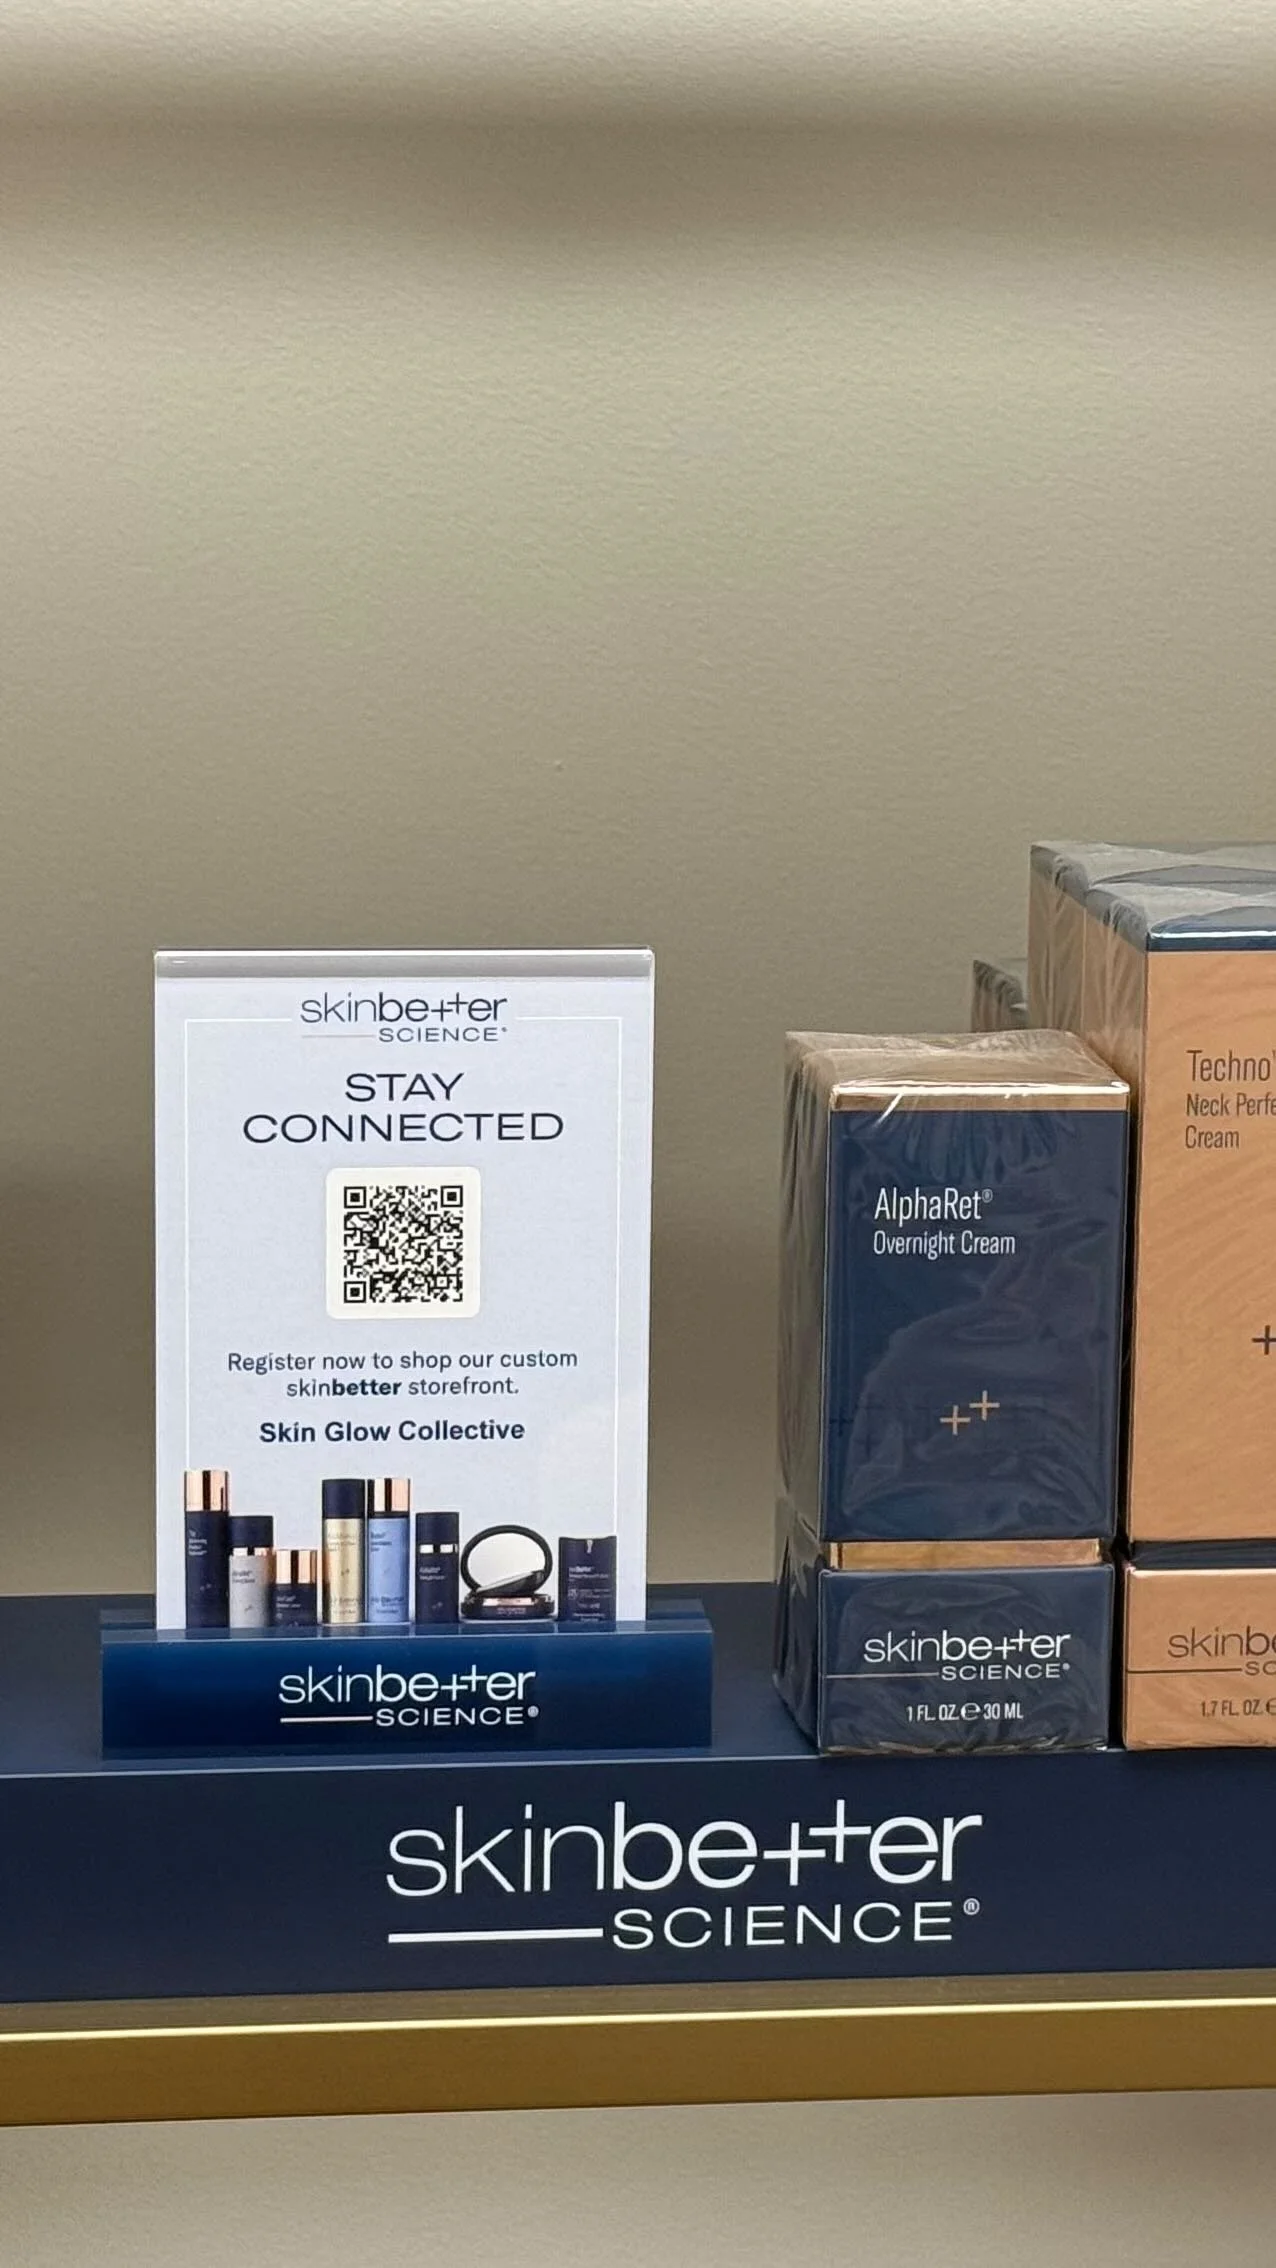 skinbetter
SCIENCE®
STAY
CONNECTED
Register now to shop our custom
skinbetter storefront.
Skin Glow Collective
skinbetter
SCIENCE®
AlphaRet®
Overnight Cream
skinbetter
SCIENCE®
1 FL. OZ. ℮ 30 ML
Techno
Neck Perfe
Cream
skinbe
SC
1.7 FL. OZ. ℮
skinbetter
SCIENCE®